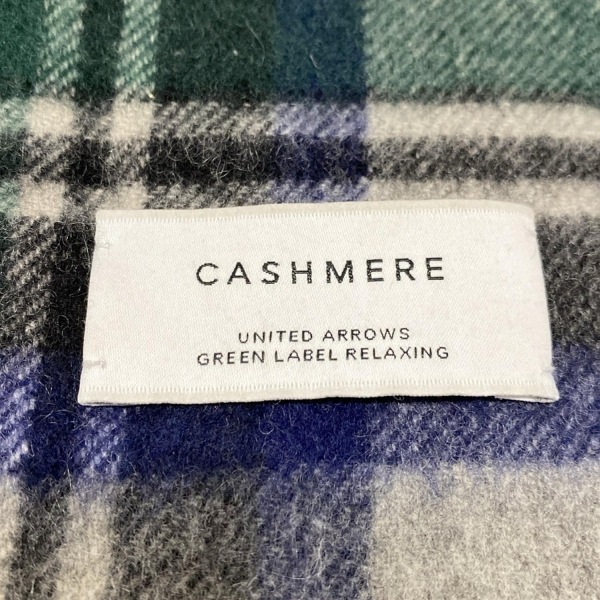 CASHMERE
UNITED ARROWS
GREEN LABEL RELAXING